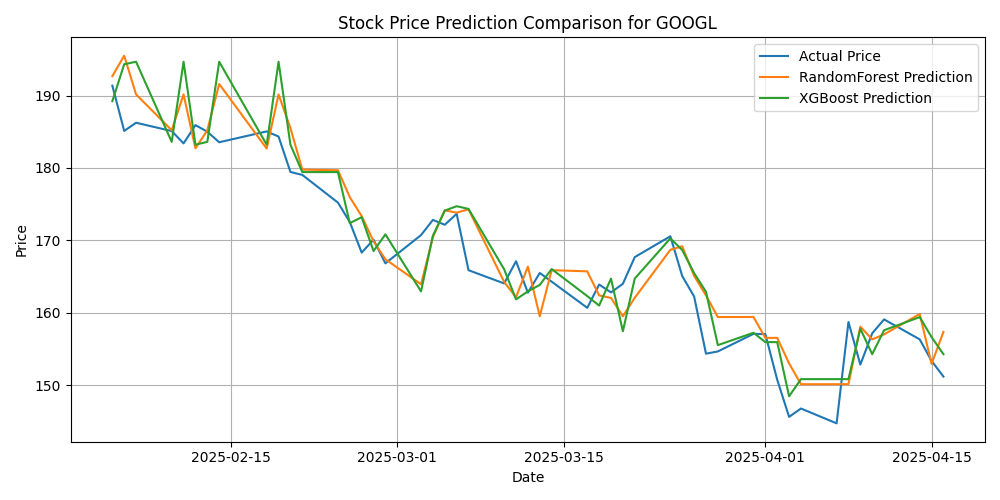 Stock Price Prediction Comparison for GOOGL
Actual Price
RandomForest Prediction
XGBoost Prediction
Price
190
180
170
160
150
2025-02-15
2025-03-01
2025-03-15
2025-04-01
2025-04-15
Date